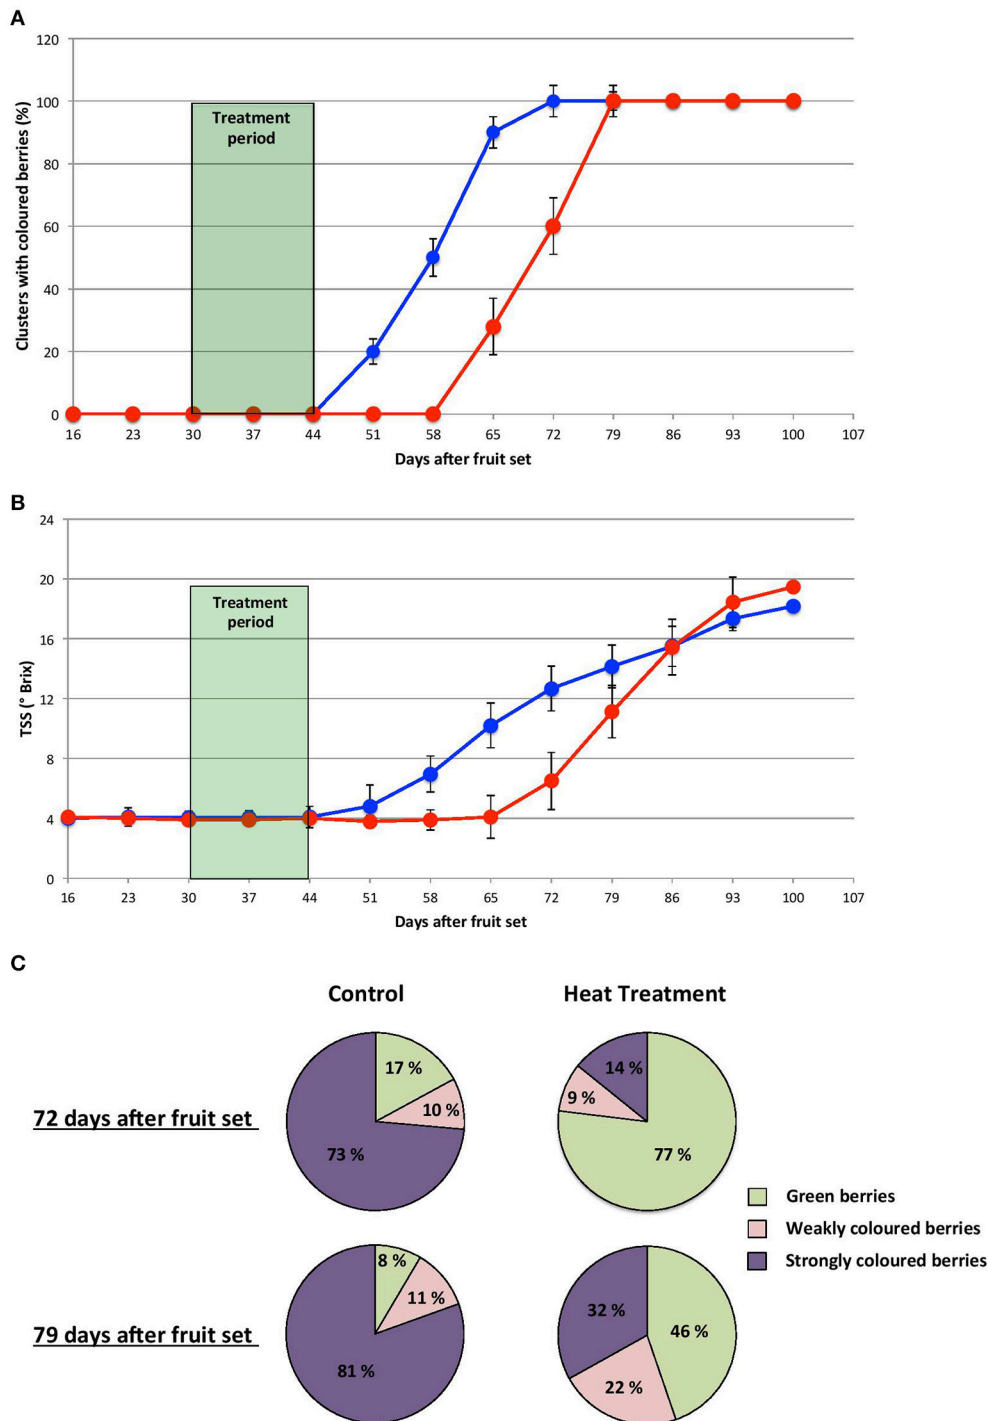 A
120
100
80
60
40
20
0
Clusters with coloured berries (%)
Treatment
period
16 23 30 37 44 51 58 65 72 79 86 93 100 107
Days after fruit set
B
24
20
16
12
8
4
0
TSS (° Brix)
Treatment
period
16 23 30 37 44 51 58 65 72 79 86 93 100 107
Days after fruit set
C
Control Heat Treatment
72 days after fruit set
17 %
10 %
73 %
14 %
9 %
77 %
Green berries
Weakly coloured berries
Strongly coloured berries
79 days after fruit set
8 %
11 %
81 %
32 %
46 %
22 %